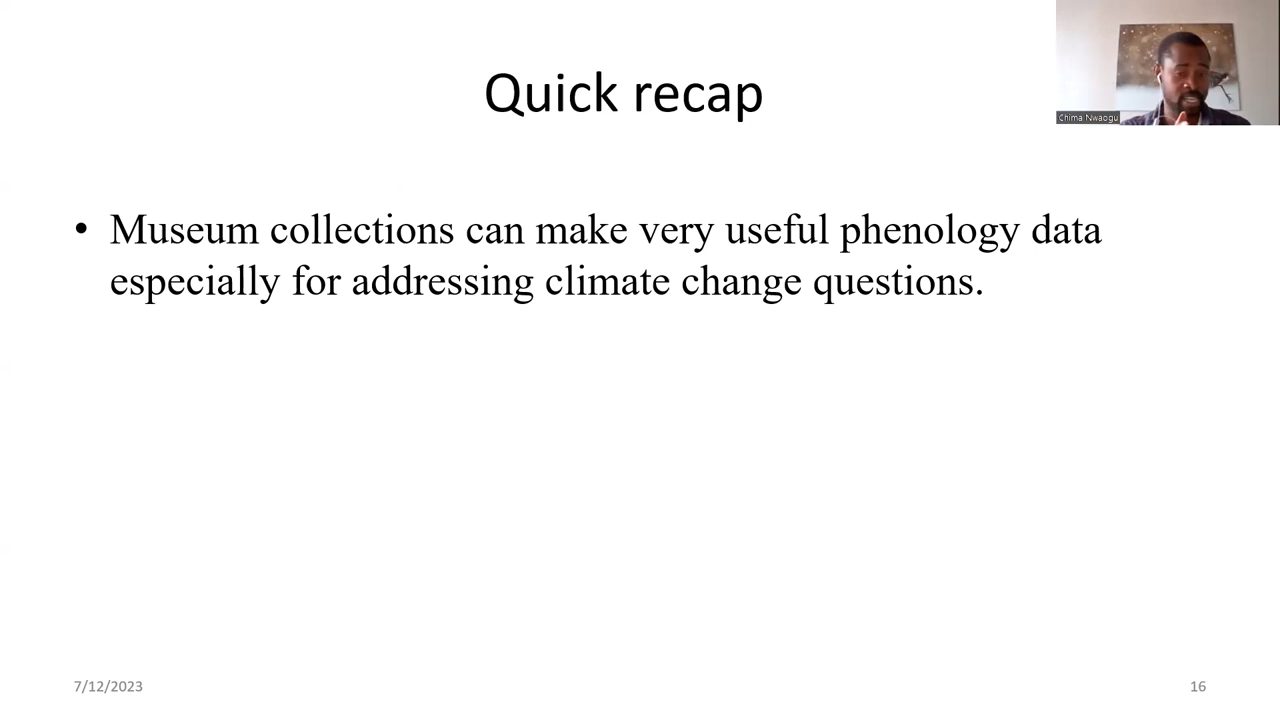 Quick recap
Chima Nwaogu
• Museum collections can make very useful phenology data
especially for addressing climate change questions.
7/12/2023
16